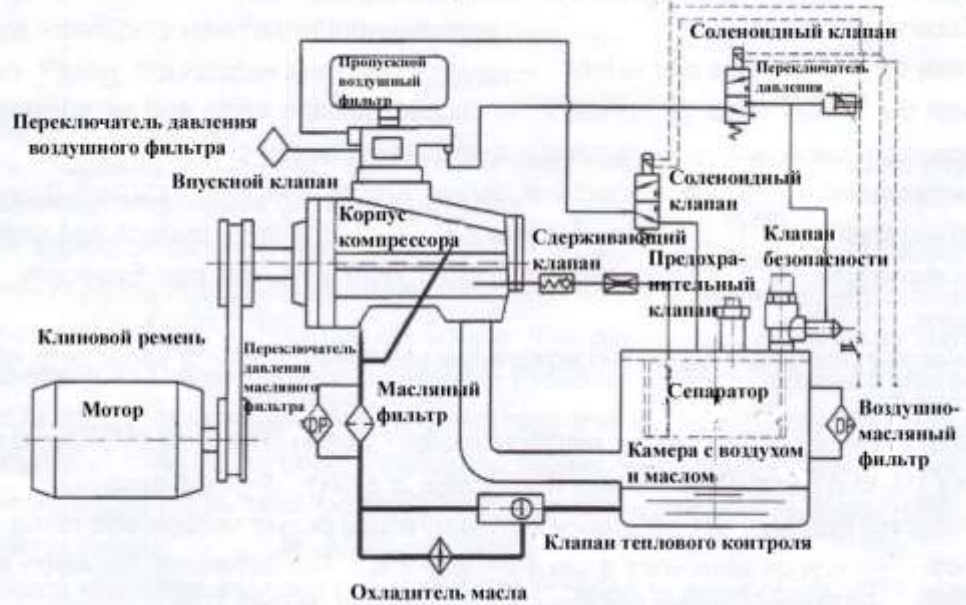 Соленоидный клапан
Пропускной
воздушный
фильтр
Переключатель
давления
Переключатель давления
воздушного фильтра
Впускной клапан
Соленоидный
клапан
Корпус
компрессора
Сдерживающий
клапан
Клапан
безопасности
Предохра-
нительный
клапан
Клиновой ремень
Переключатель
давления
масляного
фильтра
Масляный
фильтр
Мотор
DP
Сепаратор
Камера с воздухом
и маслом
DP
Воздушно-
масляный
фильтр
Клапан теплового контроля
Охладитель масла